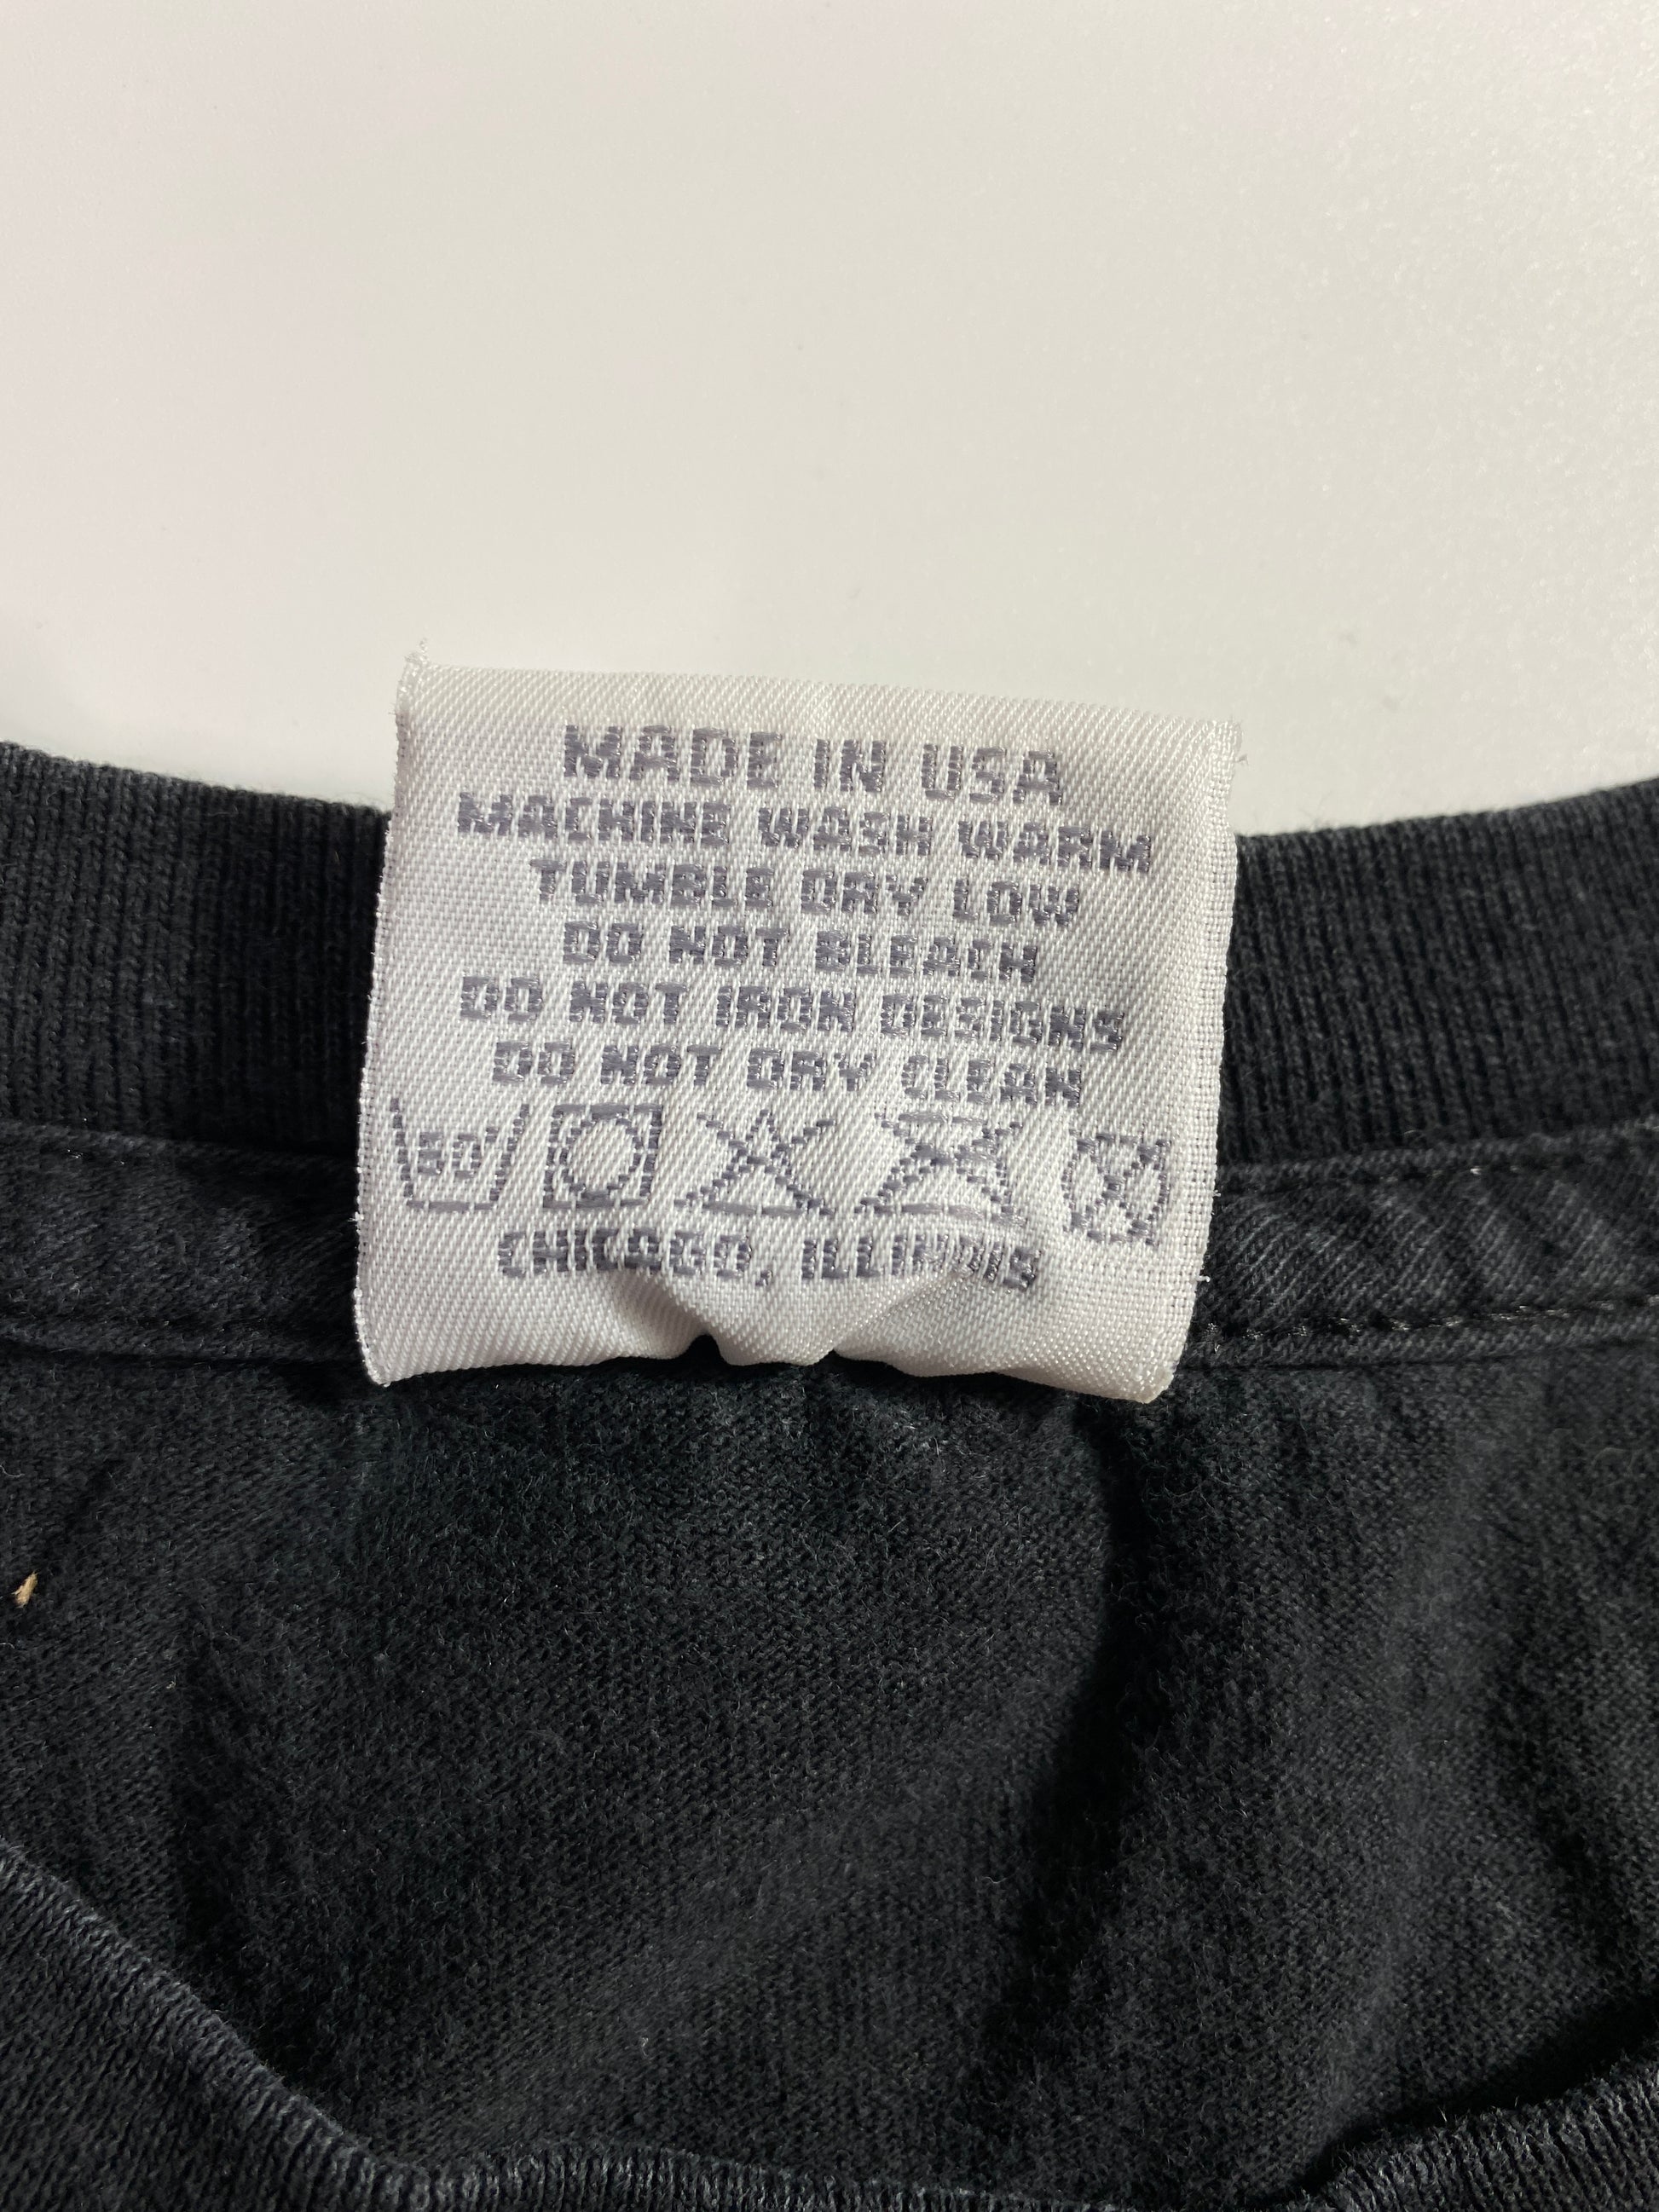 MADE IN USA
MACHINE WASH WARM
TUMBLE DRY LOW
DO NOT BLEACH
DO NOT IRON DESIGNS
DO NOT DRY CLEAN
50°
CHICAGO, ILLINOIS